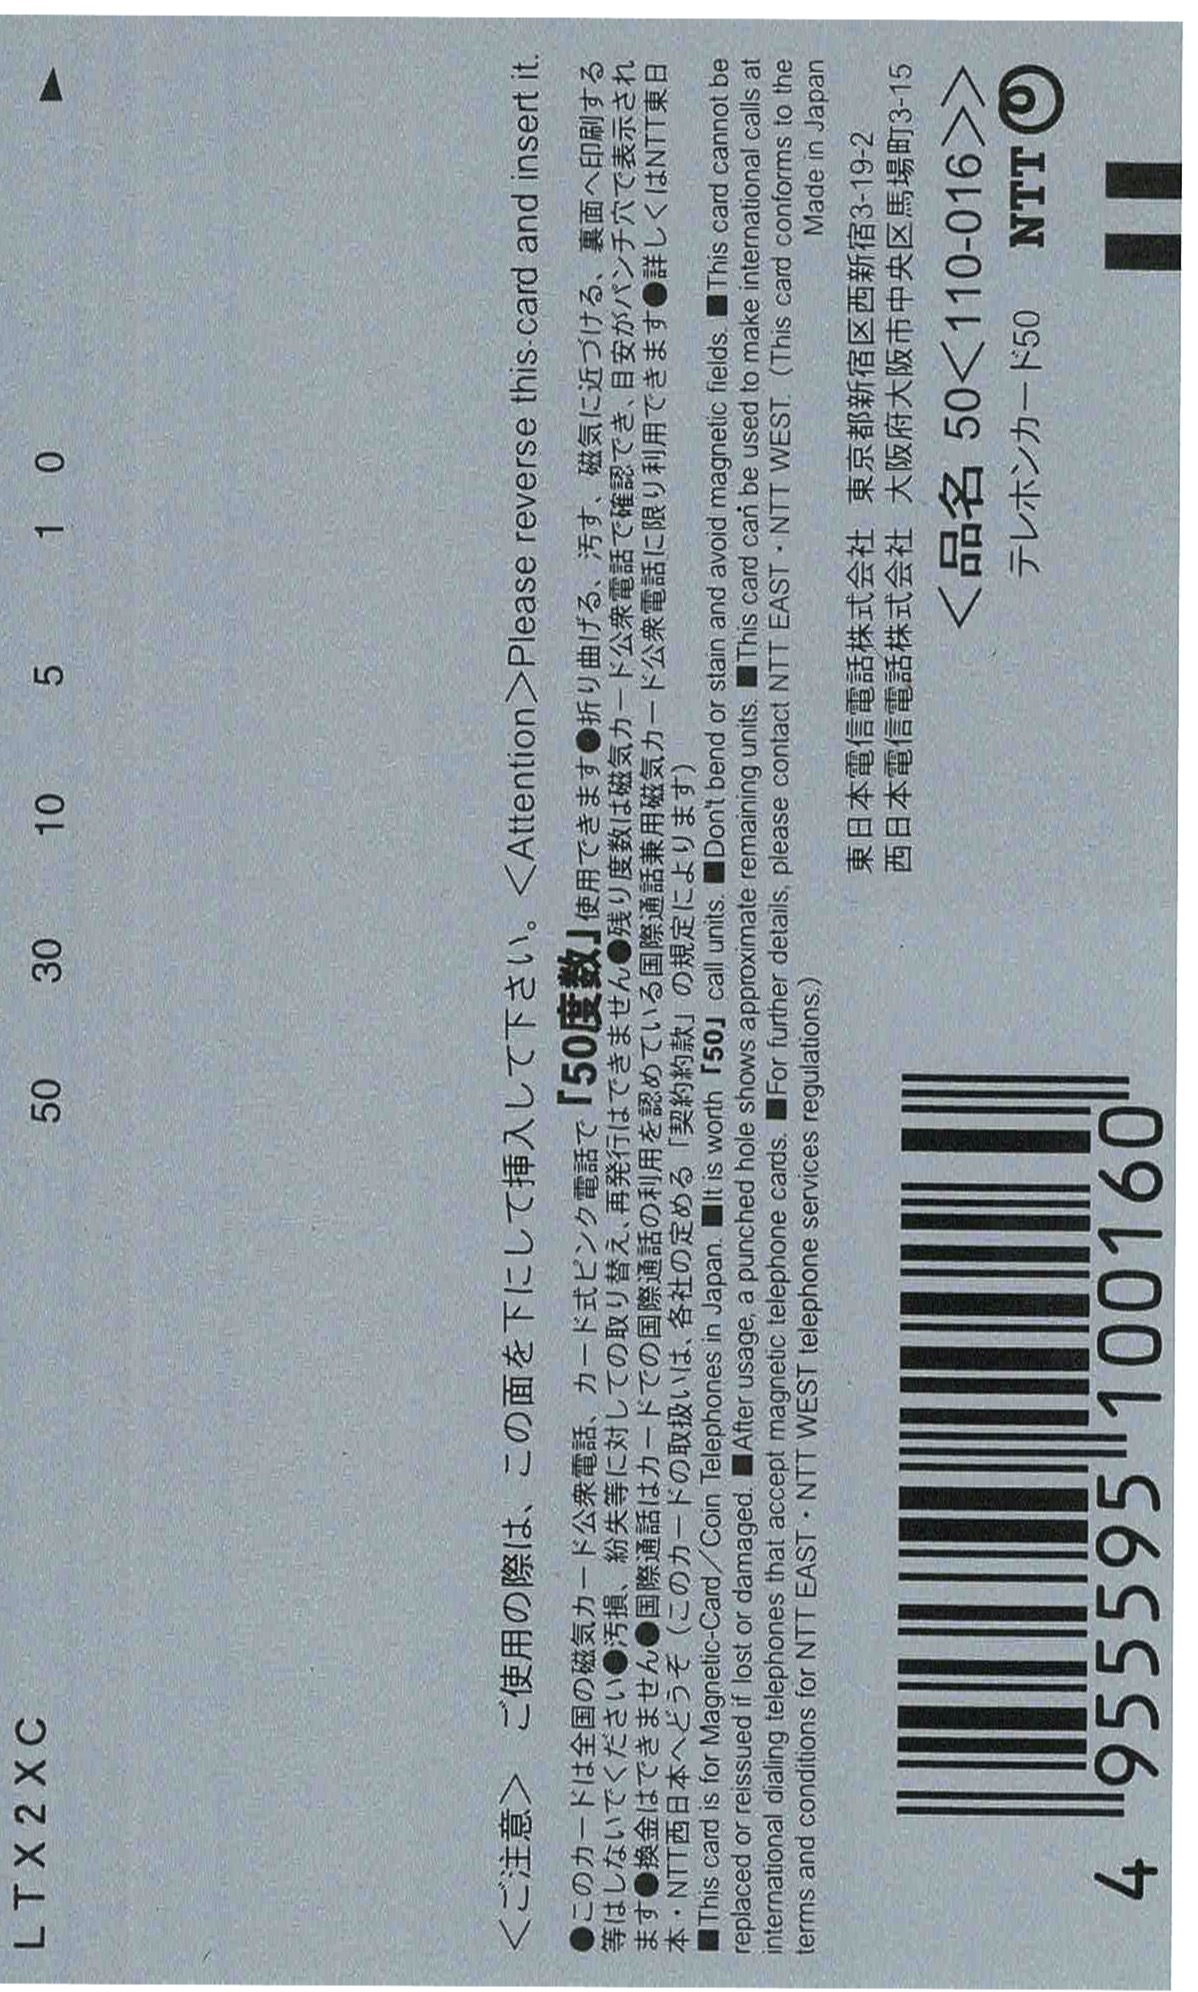 LTX2XC 50 30 10 5 1 0 ▲
<ご注意> ご使用の際は、この面を下にして挿入して下さい。<Attention>Please reverse this card and insert it.
●このカードは全国の磁気カード公衆電話、カード式ピンク電話で「50度数」使用できます●折り曲げる、汚す、磁気に近づける、裏面へ印刷する
等はしないでください●汚損、紛失等に対しての取り替え、再発行はできません●残り度数は磁気カード公衆電話で確認でき、目安がパンチ穴で表示され
ます●換金はできません●国際通話はカードでの国際通話の利用を認めている国際通話兼用磁気カード公衆電話に限り利用できます●詳しくはNTT東日
本・NTT西日本へどうぞ（このカードの取扱いは、各社の定める「契約約款」の規定によります）
■This card is for Magnetic-Card/Coin Telephones in Japan. ■It is worth「50」call units. ■Don't bend or stain and avoid magnetic fields. ■This card cannot be
replaced or reissued if lost or damaged. ■After usage, a punched hole shows approximate remaining units. ■This card can be used to make international calls at
international dialing telephones that accept magnetic telephone cards. ■For further details, please contact NTT EAST・NTT WEST. (This card conforms to the
terms and conditions for NTT EAST・NTT WEST telephone services regulations.) Made in Japan
東日本電信電話株式会社 東京都新宿区西新宿3-19-2
西日本電信電話株式会社 大阪府大阪市中央区馬場町3-15
<品名 50<110-016>>
テレホンカード50 NTT
4 955595 100160